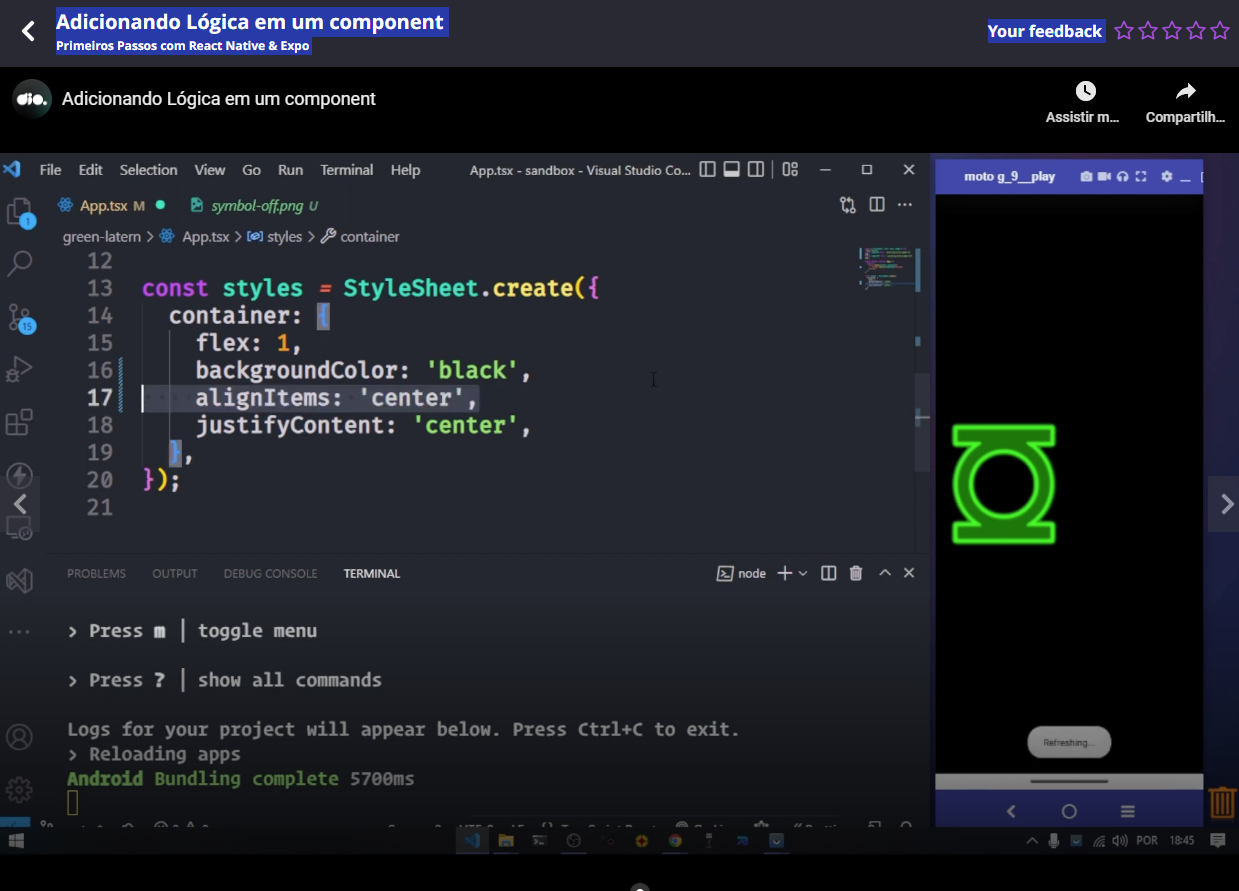 Adicionando Lógica em um component
Primeiros Passos com React Native & Expo
Your feedback
dio.
Adicionando Lógica em um component
Assistir m...
Compartilh...
File Edit Selection View Go Run Terminal Help
App.tsx - sandbox - Visual Studio Co...
moto g_9__play
App.tsx M
symbol-off.png U
green-latern > App.tsx > styles > container
12
13 const styles = StyleSheet.create({
14 container: {
15 flex: 1,
16 backgroundColor: 'black',
17 alignItems: 'center',
18 justifyContent: 'center',
19 },
20 });
21
1
15
PROBLEMS OUTPUT DEBUG CONSOLE TERMINAL
node
› Press m │ toggle menu
› Press ? │ show all commands
Logs for your project will appear below. Press Ctrl+C to exit.
› Reloading apps
Android Bundling complete 5700ms
Refreshing...
POR 18:45